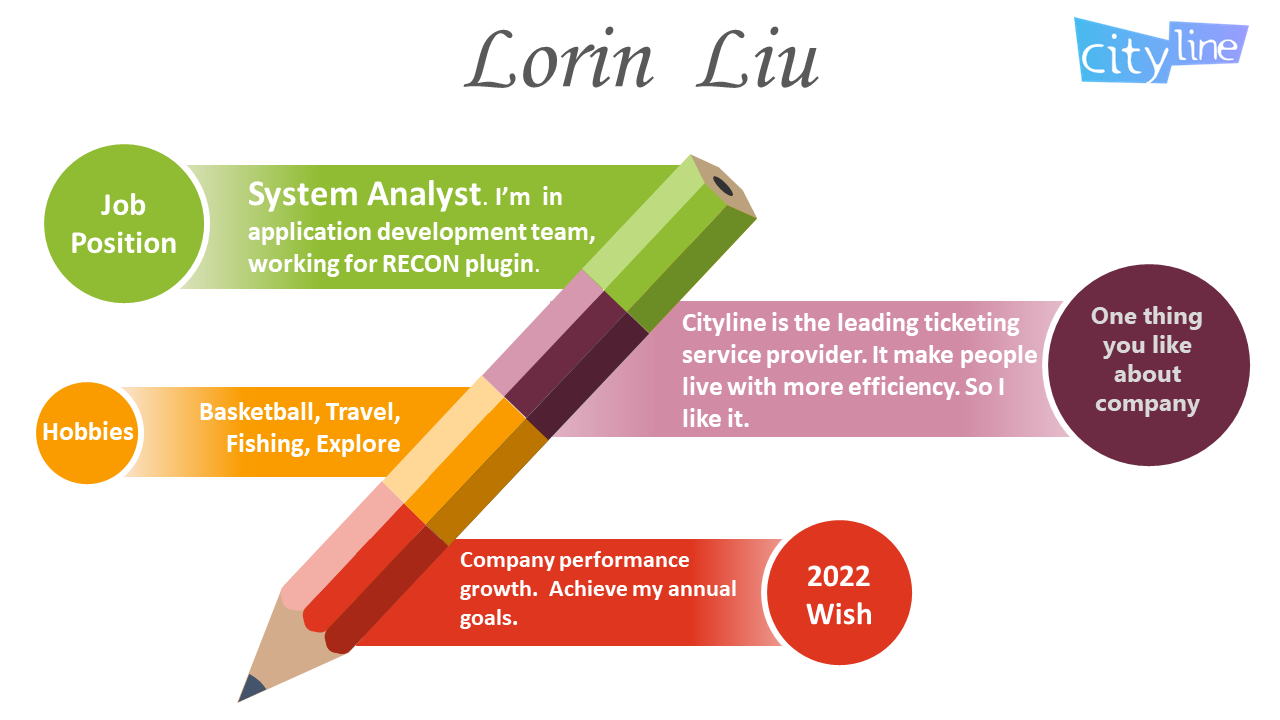 Lorin Liu
city line
Job
Position
System Analyst. I’m in
application development team,
working for RECON plugin.
One thing
you like
about
company
Cityline is the leading ticketing
service provider. It make people
live with more efficiency. So I
like it.
Hobbies
Basketball, Travel,
Fishing, Explore
2022
Wish
Company performance
growth. Achieve my annual
goals.